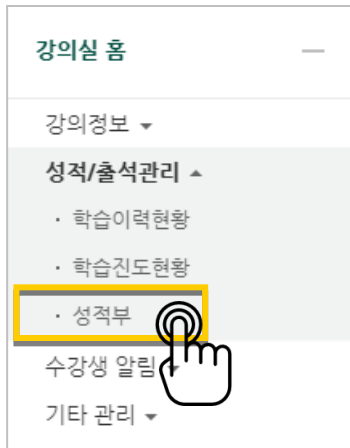 강의실 홈
강의정보
성적/출석관리
· 학습이력현황
· 학습진도현황
· 성적부
수강생 알림
기타 관리